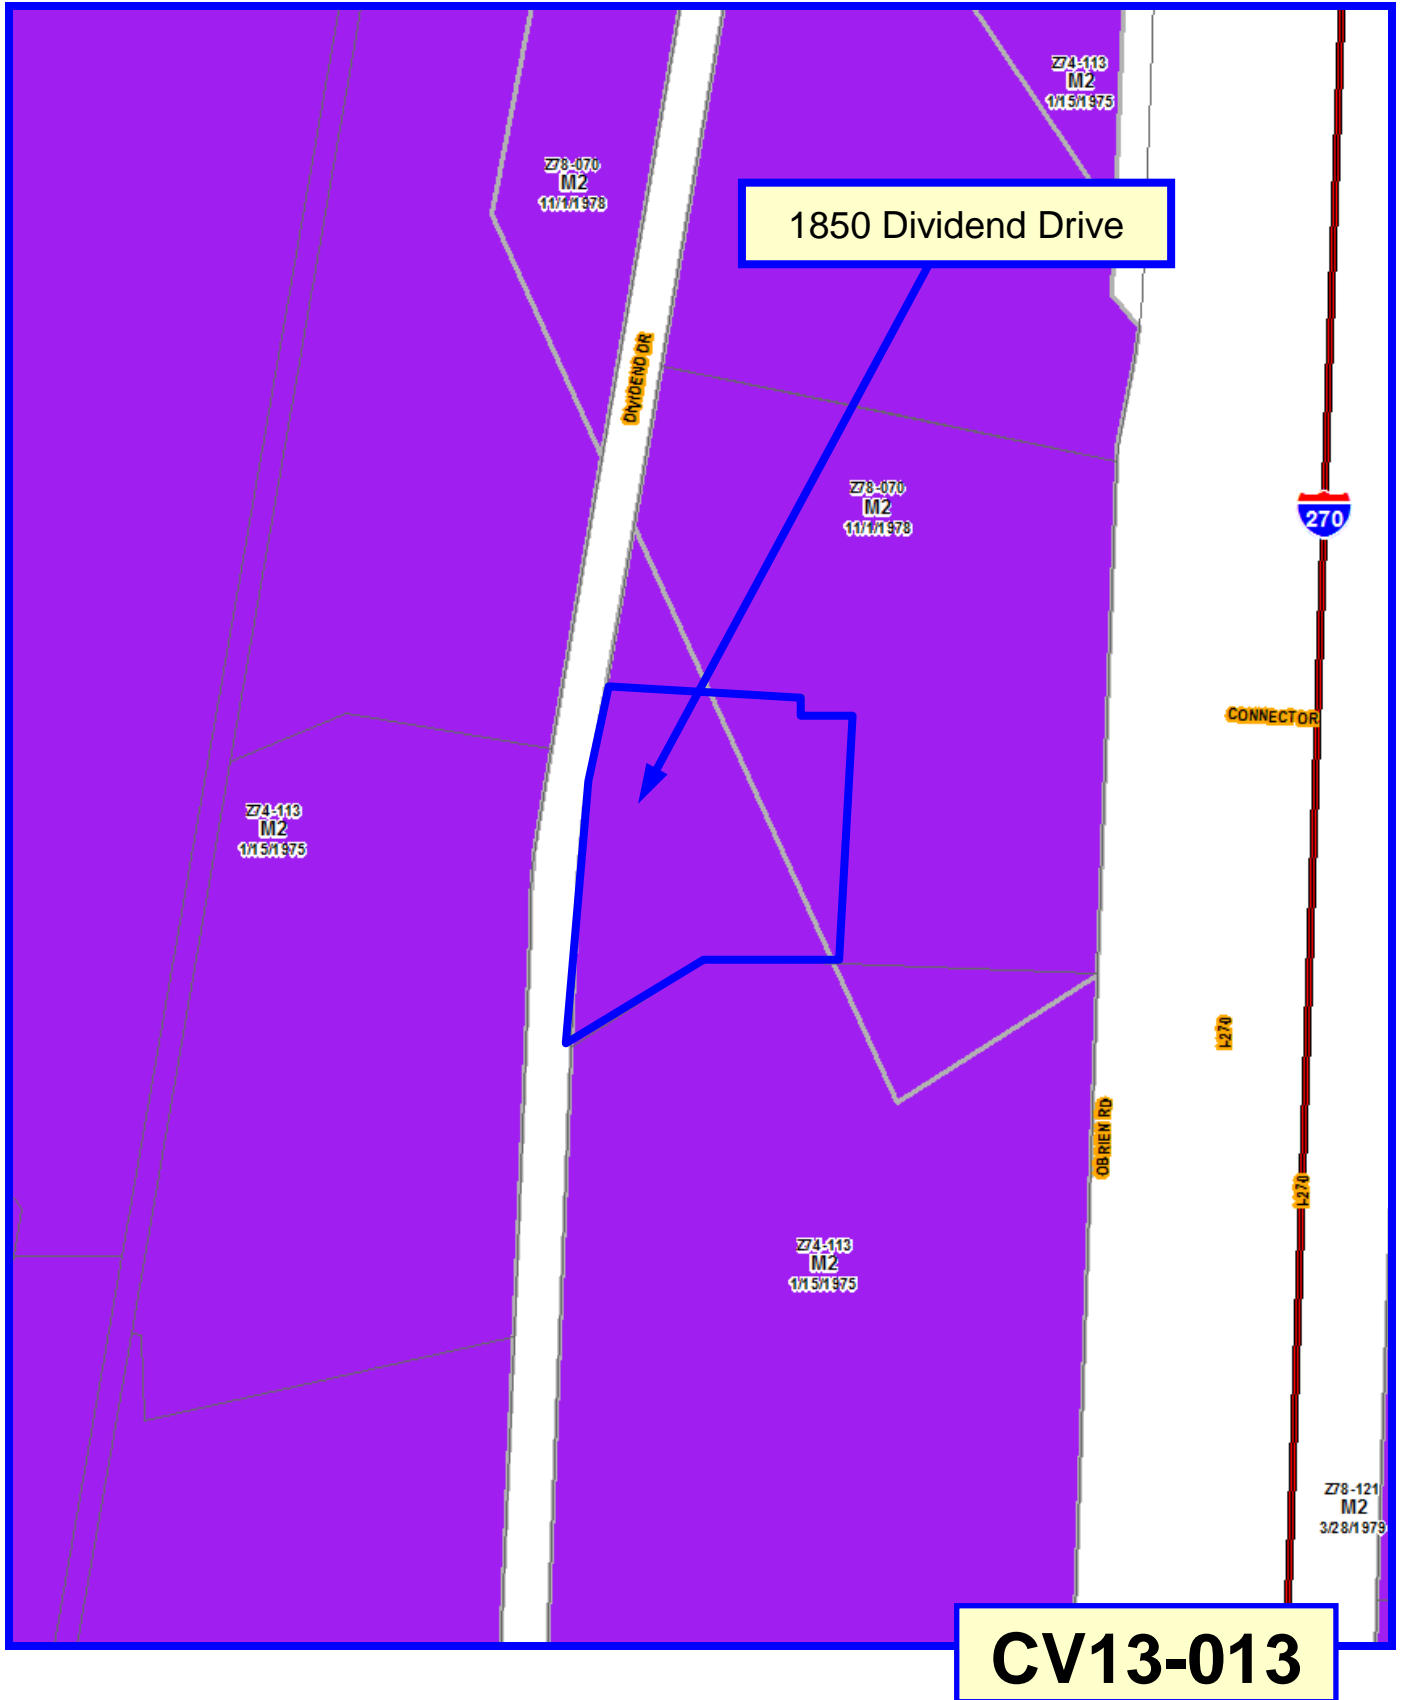 Z74-113
M2
1/15/1975
Z78-070
M2
11/1/1978
1850 Dividend Drive
DIVIDEND DR
Z78-070
M2
11/1/1978
270
CONNECTOR
Z74-113
M2
1/15/1975
I-270
OBRIEN RD
I-270
Z74-113
M2
1/15/1975
Z78-121
M2
3/28/1979
CV13-013